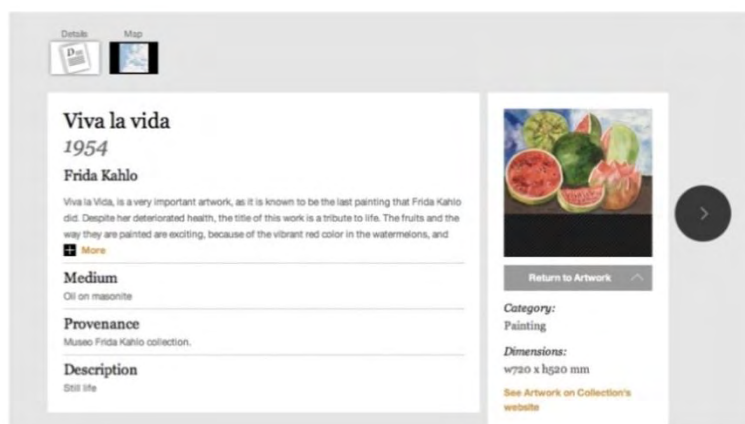 Details Map
Viva la vida
1954
Frida Kahlo
Viva la Vida, is a very important artwork, as it is known to be the last painting that Frida Kahlo
did. Despite her deteriorated health, the title of this work is a tribute to life. The fruits and the
way they are painted are exciting, because of the vibrant red color in the watermelons, and
More
Medium
Oil on masonite
Provenance
Museo Frida Kahlo collection.
Description
Still life
Return to Artwork
Category:
Painting
Dimensions:
w720 x h520 mm
See Artwork on Collection's
website